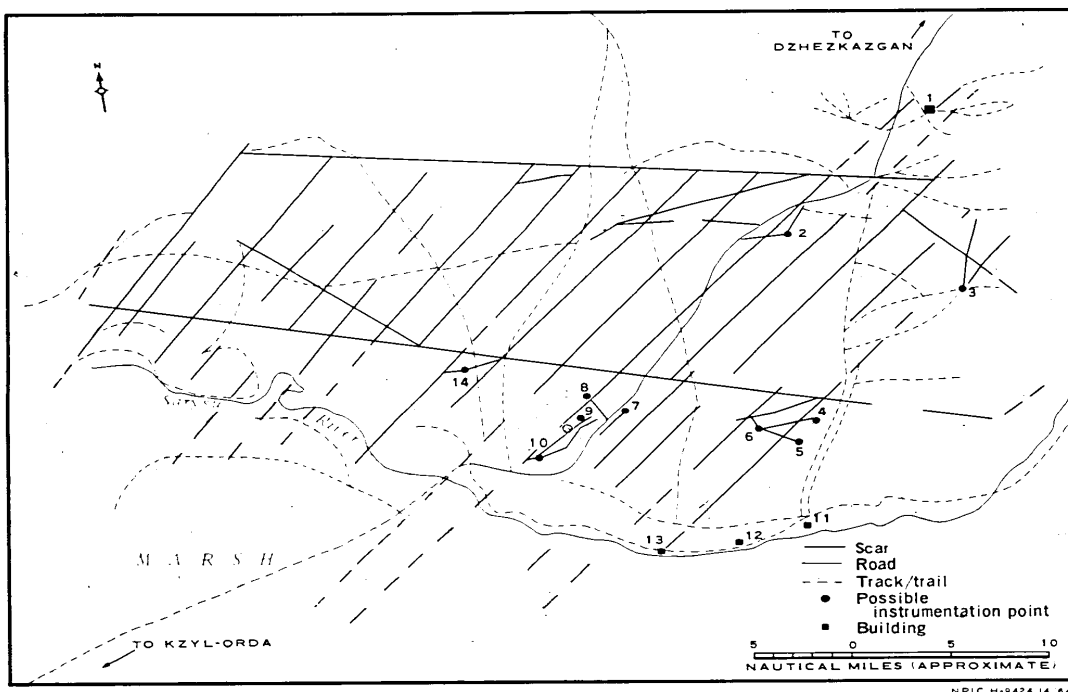 TO
DZHEZKAZGAN
N
1
2
3
14
8
7
9
10
4
6
5
River
11
12
13
MARSH
Scar
Road
Track/trail
Possible
instrumentation point
Building
TO KZYL-ORDA
5 0 5 10
NAUTICAL MILES (APPROXIMATE)